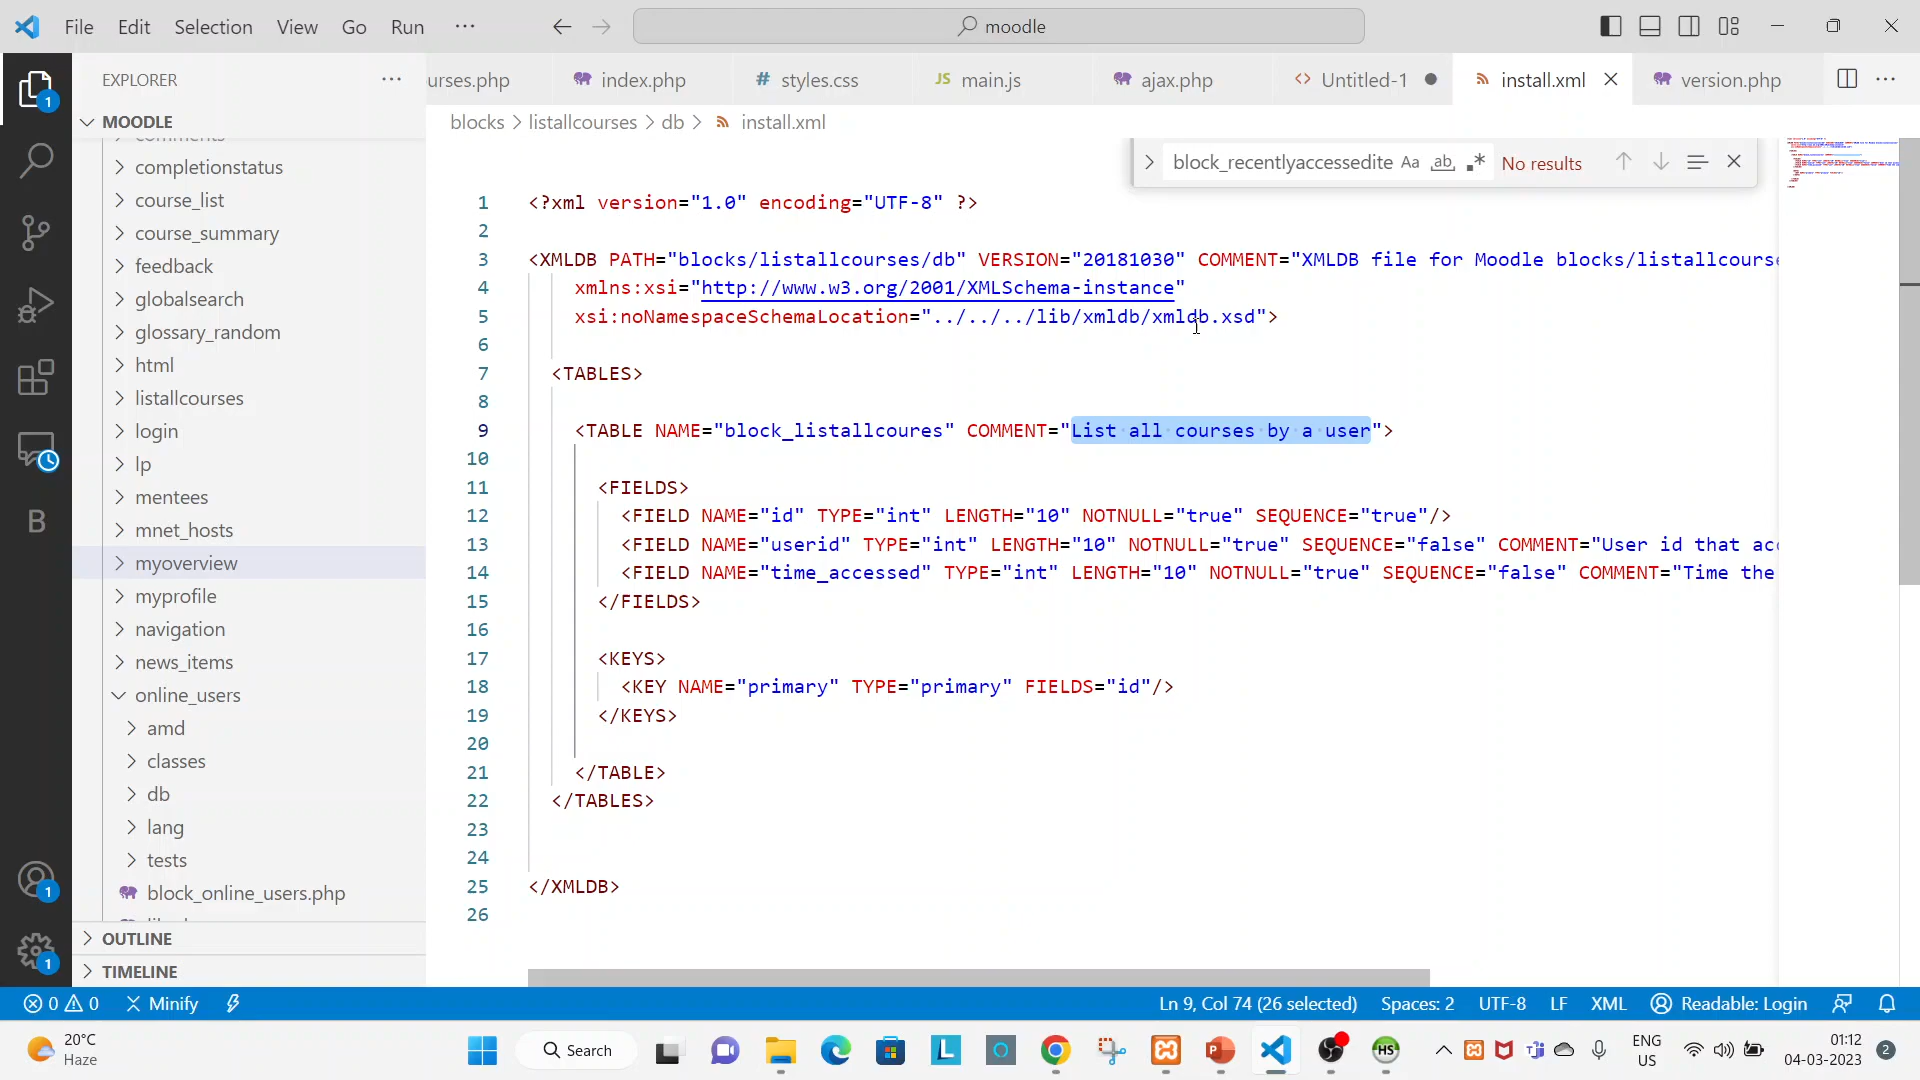 File Edit Selection View Go Run ···
moodle
EXPLORER
urses.php
index.php
# styles.css
JS main.js
ajax.php
Untitled-1
install.xml
version.php
MOODLE
blocks > listallcourses > db > install.xml
block_recentlyaccessedite Aa ab, .* No results
completionstatus
course_list
course_summary
feedback
globalsearch
glossary_random
html
listallcourses
login
lp
mentees
mnet_hosts
myoverview
myprofile
navigation
news_items
online_users
amd
classes
db
lang
tests
block_online_users.php
OUTLINE
TIMELINE
1 <?xml version="1.0" encoding="UTF-8" ?>
2
3 <XMLDB PATH="blocks/listallcourses/db" VERSION="20181030" COMMENT="XMLDB file for Moodle blocks/listallcourse
4 xmlns:xsi="http://www.w3.org/2001/XMLSchema-instance"
5 xsi:noNamespaceSchemaLocation="../../../lib/xmldb/xmldb.xsd">
6
7 <TABLES>
8
9 <TABLE NAME="block_listallcoures" COMMENT="List all courses by a user">
10
11 <FIELDS>
12 <FIELD NAME="id" TYPE="int" LENGTH="10" NOTNULL="true" SEQUENCE="true"/>
13 <FIELD NAME="userid" TYPE="int" LENGTH="10" NOTNULL="true" SEQUENCE="false" COMMENT="User id that acc
14 <FIELD NAME="time_accessed" TYPE="int" LENGTH="10" NOTNULL="true" SEQUENCE="false" COMMENT="Time the
15 </FIELDS>
16
17 <KEYS>
18 <KEY NAME="primary" TYPE="primary" FIELDS="id"/>
19 </KEYS>
20
21 </TABLE>
22 </TABLES>
23
24
25 </XMLDB>
26
0 0 Minify
Ln 9, Col 74 (26 selected) Spaces: 2 UTF-8 LF XML Readable: Login
20°C
Haze
Search
ENG
US
01:12
04-03-2023
2